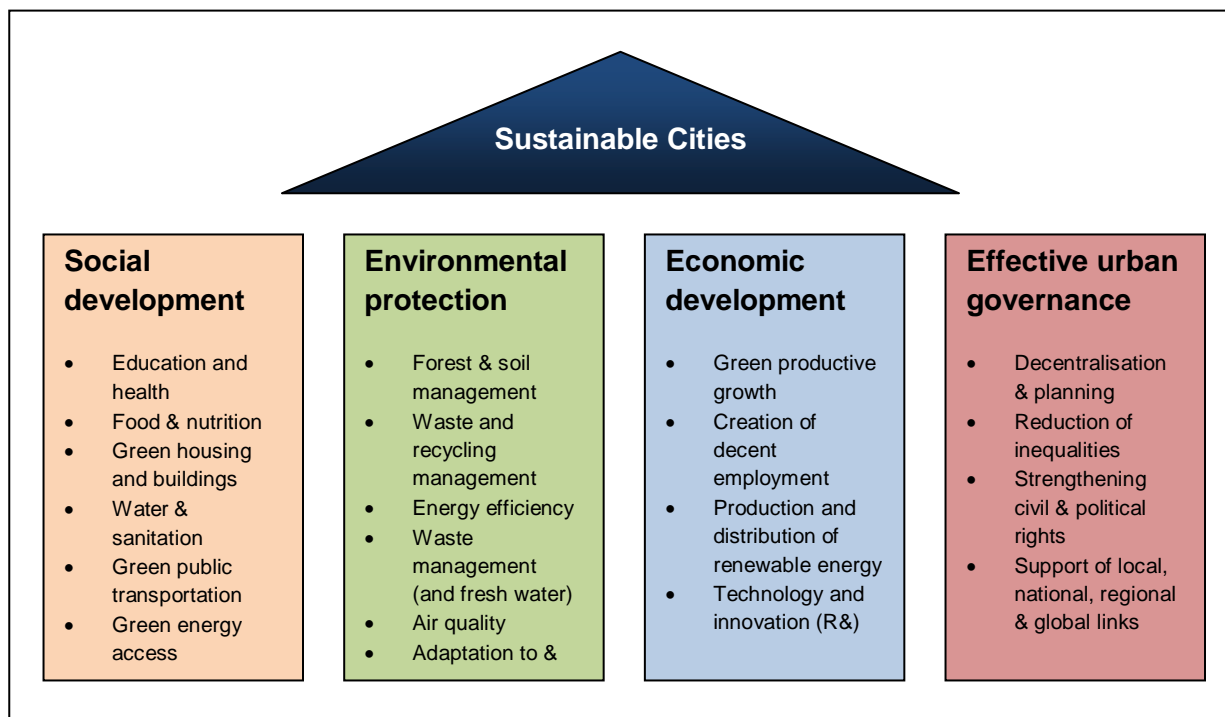 Sustainable Cities
Social
development
• Education and
health
• Food & nutrition
• Green housing
and buildings
• Water &
sanitation
• Green public
transportation
• Green energy
access
Environmental
protection
• Forest & soil
management
• Waste and
recycling
management
• Energy efficiency
• Waste
management
(and fresh water)
• Air quality
• Adaptation to &
Economic
development
• Green productive
growth
• Creation of
decent
employment
• Production and
distribution of
renewable energy
• Technology and
innovation (R&)
Effective urban
governance
• Decentralisation
& planning
• Reduction of
inequalities
• Strengthening
civil & political
rights
• Support of local,
national, regional
& global links